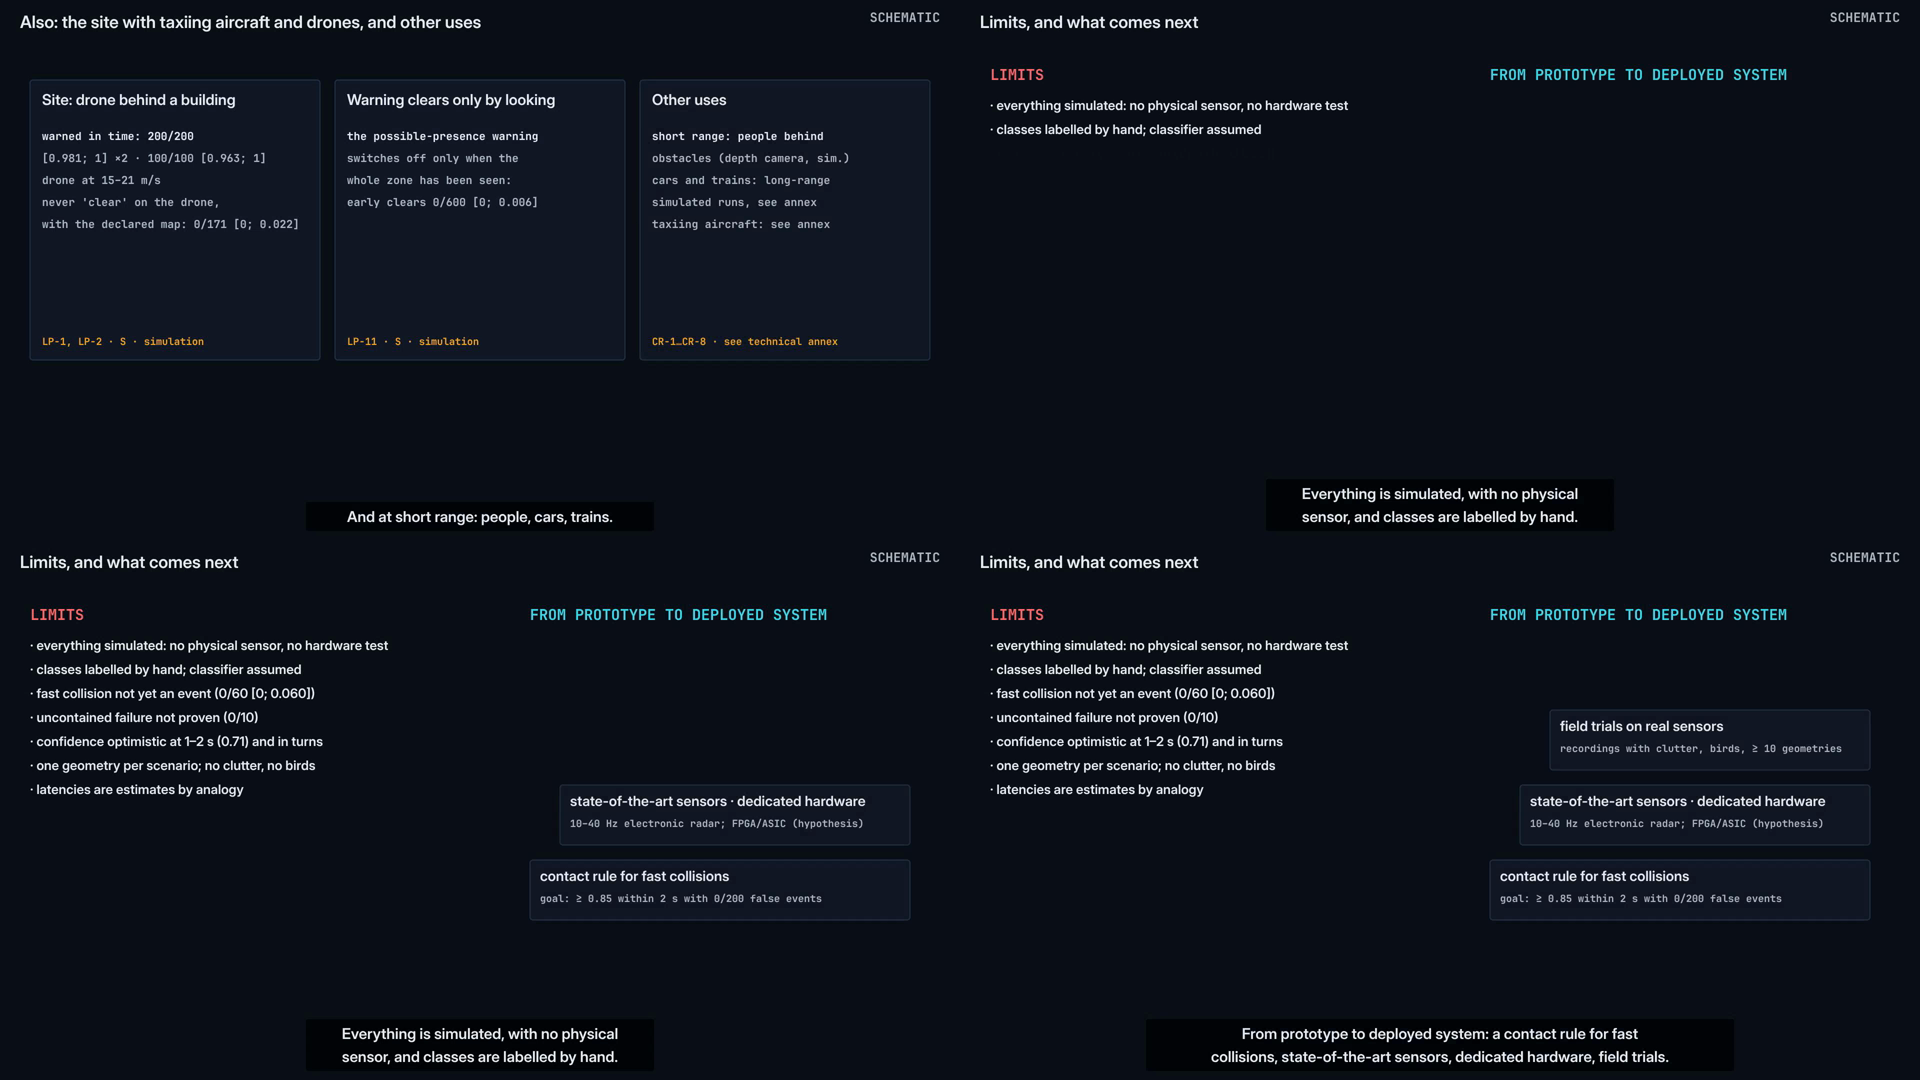 Also: the site with taxiing aircraft and drones, and other uses
SCHEMATIC
Site: drone behind a building
warned in time: 200/200
[0.981; 1] ×2 · 100/100 [0.963; 1]
drone at 15–21 m/s
never 'clear' on the drone,
with the declared map: 0/171 [0; 0.022]
LP-1, LP-2 · S · simulation
Warning clears only by looking
the possible-presence warning
switches off only when the
whole zone has been seen:
early clears 0/600 [0; 0.006]
LP-11 · S · simulation
Other uses
short range: people behind
obstacles (depth camera, sim.)
cars and trains: long-range
simulated runs, see annex
taxiing aircraft: see annex
CR-1…CR-8 · see technical annex
And at short range: people, cars, trains.
Limits, and what comes next
SCHEMATIC
LIMITS
· everything simulated: no physical sensor, no hardware test
· classes labelled by hand; classifier assumed
FROM PROTOTYPE TO DEPLOYED SYSTEM
Everything is simulated, with no physical
sensor, and classes are labelled by hand.
Limits, and what comes next
SCHEMATIC
LIMITS
· everything simulated: no physical sensor, no hardware test
· classes labelled by hand; classifier assumed
· fast collision not yet an event (0/60 [0; 0.060])
· uncontained failure not proven (0/10)
· confidence optimistic at 1–2 s (0.71) and in turns
· one geometry per scenario; no clutter, no birds
· latencies are estimates by analogy
FROM PROTOTYPE TO DEPLOYED SYSTEM
state-of-the-art sensors · dedicated hardware
10–40 Hz electronic radar; FPGA/ASIC (hypothesis)
contact rule for fast collisions
goal: ≥ 0.85 within 2 s with 0/200 false events
Everything is simulated, with no physical
sensor, and classes are labelled by hand.
Limits, and what comes next
SCHEMATIC
LIMITS
· everything simulated: no physical sensor, no hardware test
· classes labelled by hand; classifier assumed
· fast collision not yet an event (0/60 [0; 0.060])
· uncontained failure not proven (0/10)
· confidence optimistic at 1–2 s (0.71) and in turns
· one geometry per scenario; no clutter, no birds
· latencies are estimates by analogy
FROM PROTOTYPE TO DEPLOYED SYSTEM
field trials on real sensors
recordings with clutter, birds, ≥ 10 geometries
state-of-the-art sensors · dedicated hardware
10–40 Hz electronic radar; FPGA/ASIC (hypothesis)
contact rule for fast collisions
goal: ≥ 0.85 within 2 s with 0/200 false events
From prototype to deployed system: a contact rule for fast
collisions, state-of-the-art sensors, dedicated hardware, field trials.